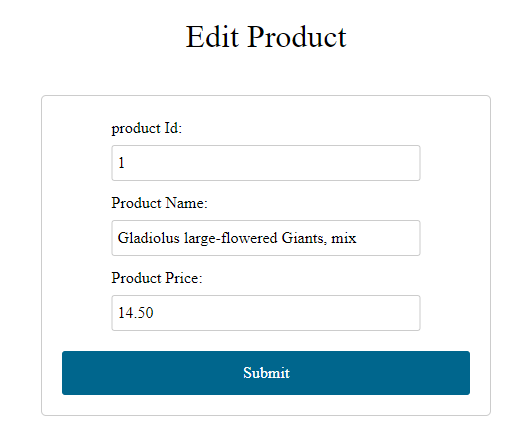 Edit Product
product Id:
1
Product Name:
Gladiolus large-flowered Giants, mix
Product Price:
14.50
Submit